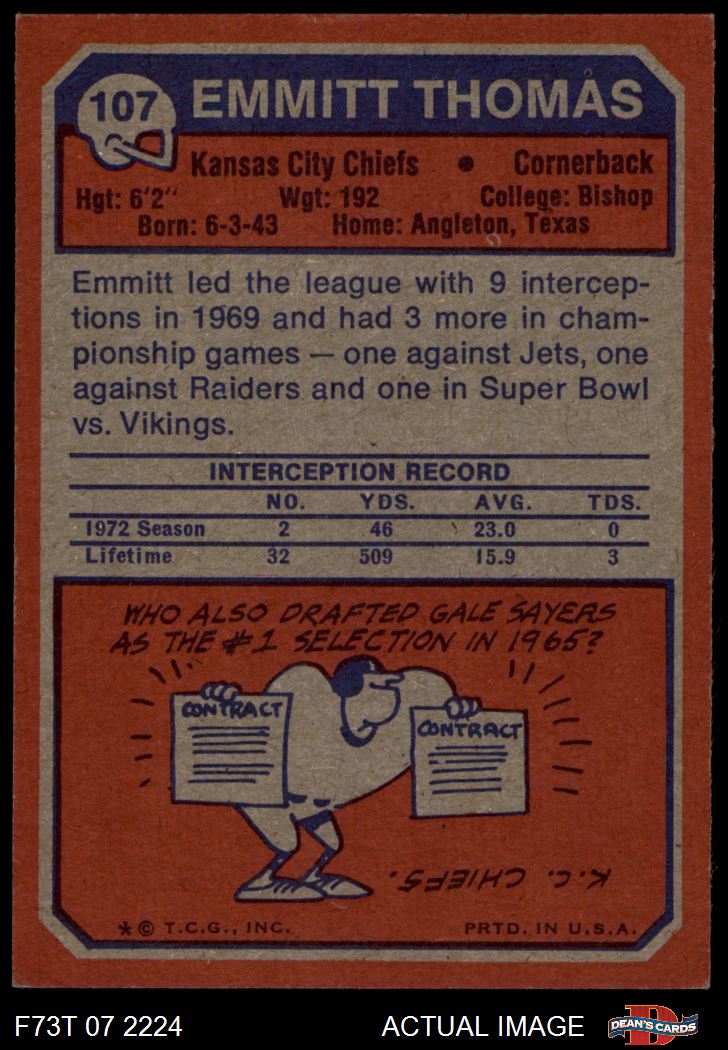 107 EMMITT THOMAS
Kansas City Chiefs • Cornerback
Hgt: 6'2" Wgt: 192 College: Bishop
Born: 6-3-43 Home: Angleton, Texas
Emmitt led the league with 9 intercep-
tions in 1969 and had 3 more in cham-
pionship games — one against Jets, one
against Raiders and one in Super Bowl
vs. Vikings.
INTERCEPTION RECORD
NO. YDS. AVG. TDS.
1972 Season 2 46 23.0 0
Lifetime 32 509 15.9 3
WHO ALSO DRAFTED GALE SAYERS
AS THE #1 SELECTION IN 1965?
CONTRACT
CONTRACT
K.C. CHIEFS.
* © T.C.G., INC. PRTD. IN U.S.A.
F73T 07 2224 ACTUAL IMAGE
D
DEAN'S CARDS